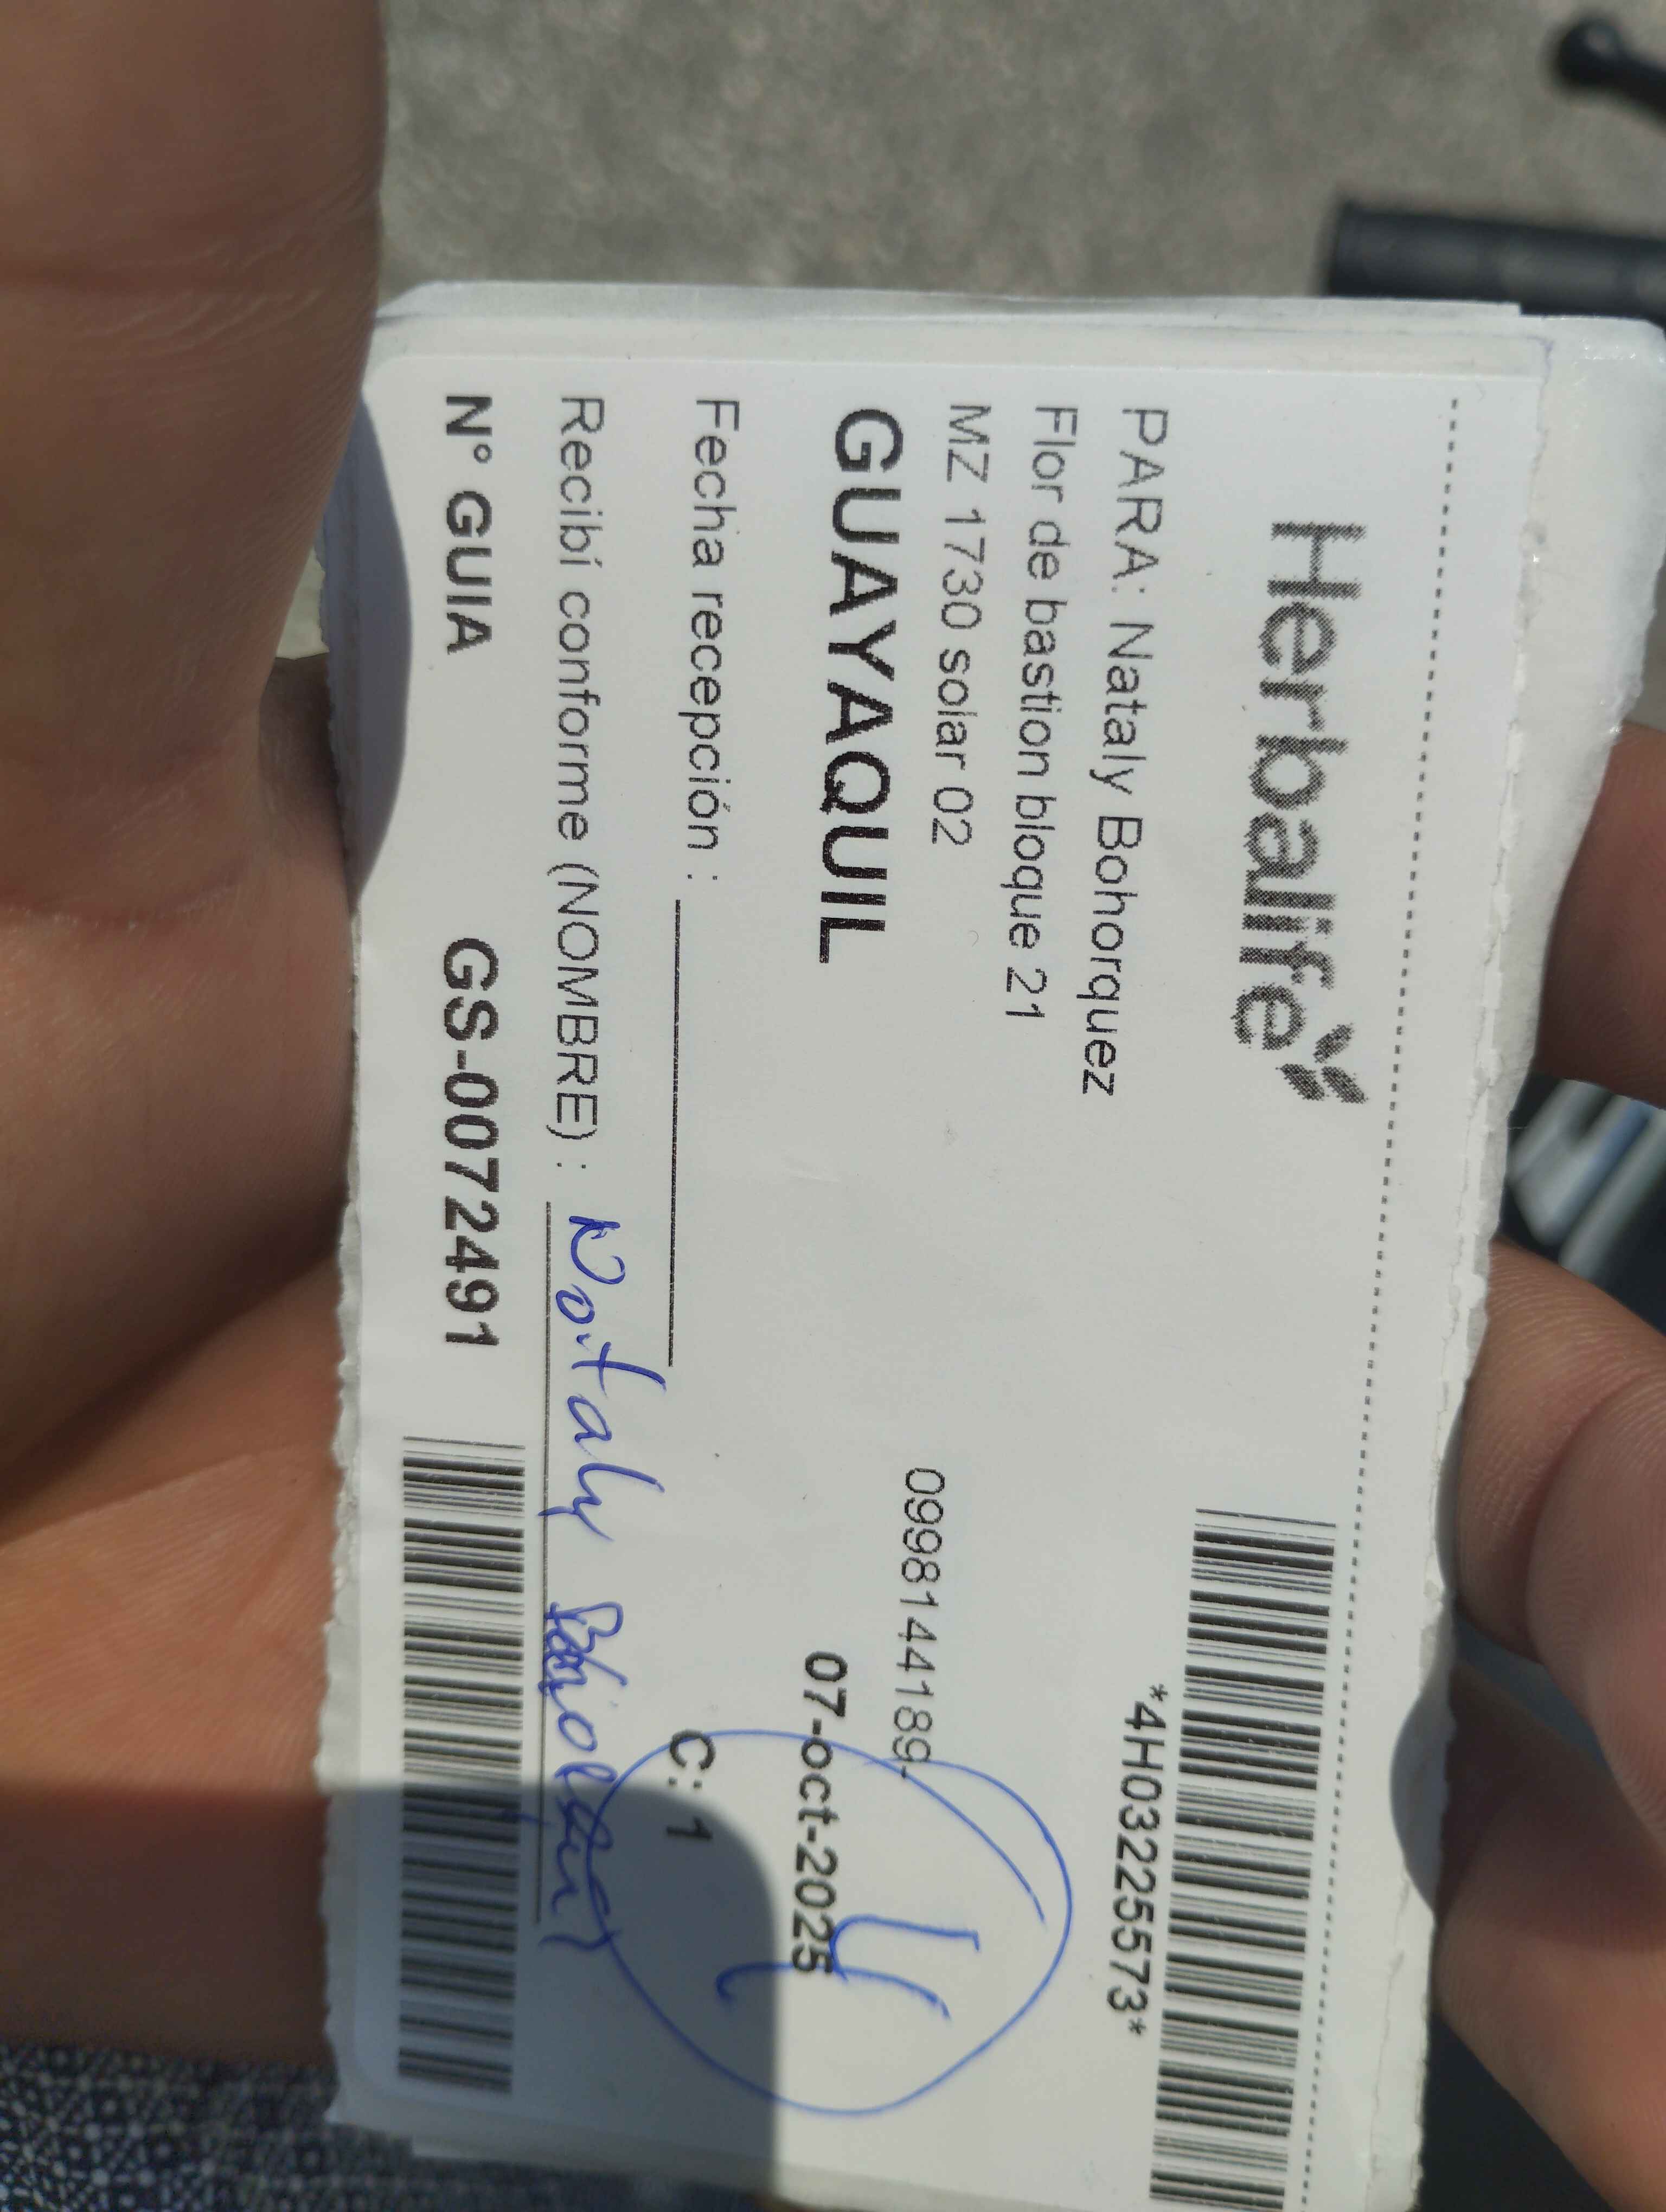 Herbalife
*4H03225573*
PARA: Nataly Bohorquez
Flor de bastion bloque 21
MZ 1730 solar 02
0998144189
GUAYAQUIL
07-oct-2025
Fecha recepción :
C: 1
Recibí conforme (NOMBRE) : Nataly
N° GUIA GS-0072491